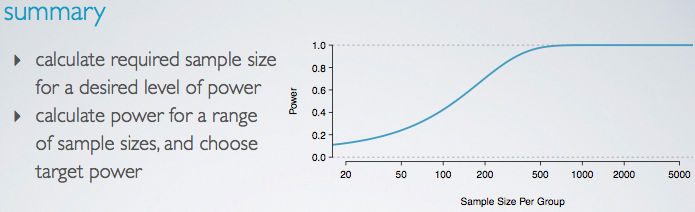 summary
▸ calculate required sample size
for a desired level of power
▸ calculate power for a range
of sample sizes, and choose
target power
Power
1.0
0.8
0.6
0.4
0.2
0.0
20 50 100 200 500 1000 2000 5000
Sample Size Per Group